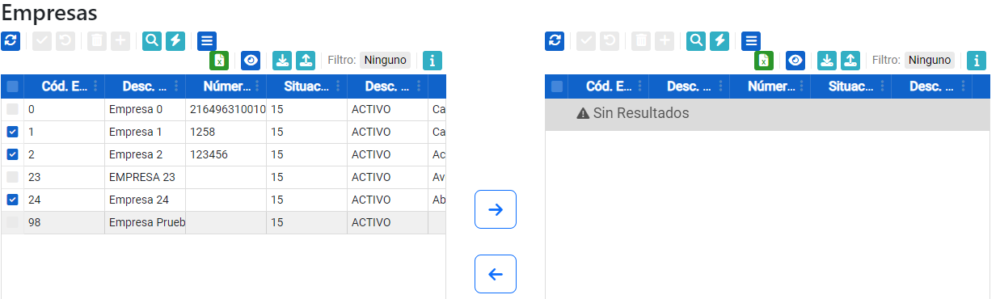 Empresas
Filtro: Ninguno
Cód. E... Desc. ... Númer... Situac... Desc. ...
0 Empresa 0 216496310010 15 ACTIVO Ca
1 Empresa 1 1258 15 ACTIVO Ca
2 Empresa 2 123456 15 ACTIVO Ac
23 EMPRESA 23 15 ACTIVO Av
24 Empresa 24 15 ACTIVO Ab
98 Empresa Prueb 15 ACTIVO
Filtro: Ninguno
Cód. E... Desc. ... Númer... Situac... Desc. ...
Sin Resultados